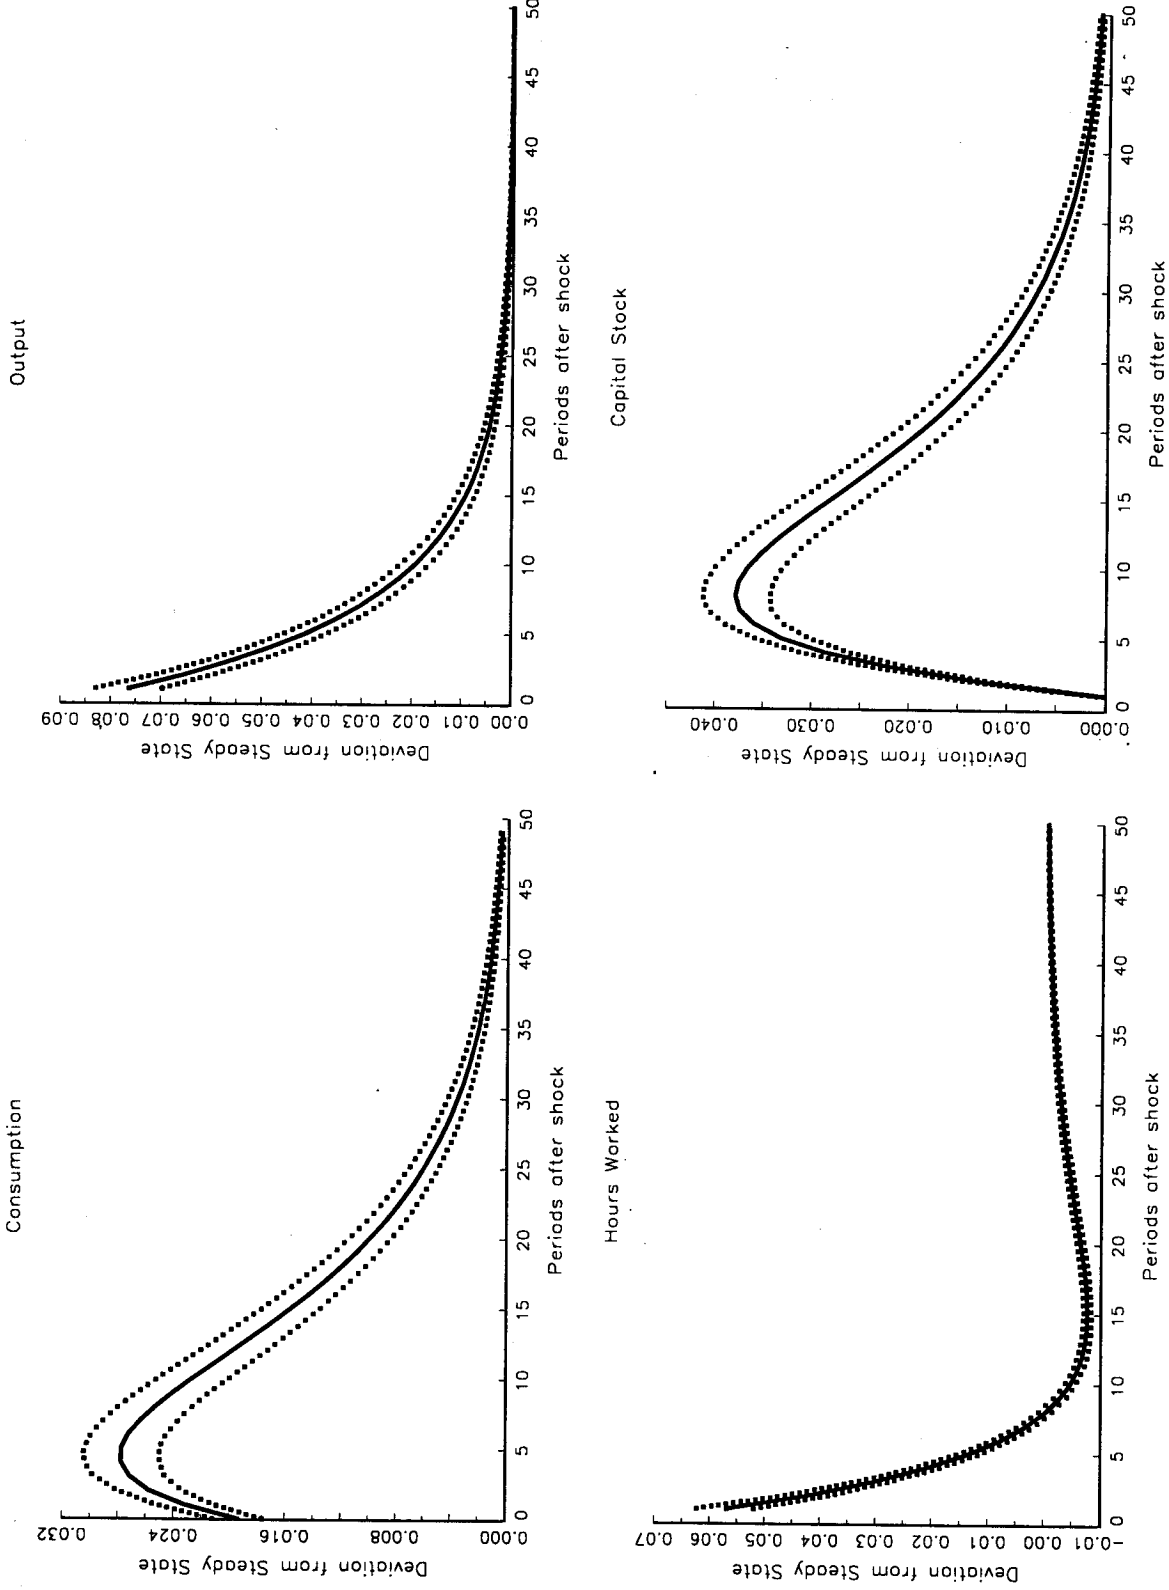 Consumption
Deviation from Steady State
0.032
0.024
0.016
0.008
0.000
0 5 10 15 20 25 30 35 40 45 50
Periods after shock
Output
Deviation from Steady State
0.09
0.08
0.07
0.06
0.05
0.04
0.03
0.02
0.01
0.00
0 5 10 15 20 25 30 35 40 45 50
Periods after shock
Hours Worked
Deviation from Steady State
0.07
0.06
0.05
0.04
0.03
0.02
0.01
0.00
-0.01
0 5 10 15 20 25 30 35 40 45 50
Periods after shock
Capital Stock
Deviation from Steady State
0.040
0.030
0.020
0.010
0.000
0 5 10 15 20 25 30 35 40 45 50
Periods after shock